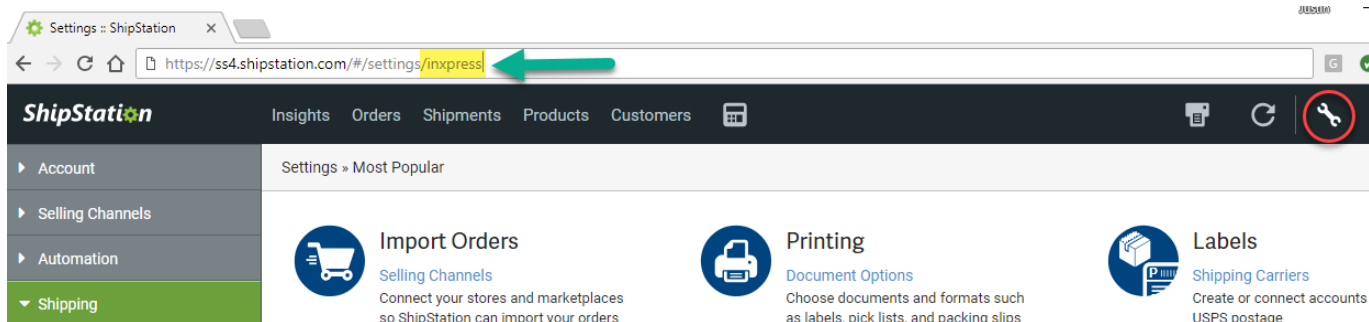 Settings :: ShipStation
https://ss4.shipstation.com/#/settings/inxpress
G
ShipStation
Insights Orders Shipments Products Customers
Account
Selling Channels
Automation
Shipping
Settings » Most Popular
Import Orders
Selling Channels
Connect your stores and marketplaces
so ShipStation can import your orders
Printing
Document Options
Choose documents and formats such
as labels, pick lists, and packing slips
Labels
Shipping Carriers
Create or connect accounts
USPS postage